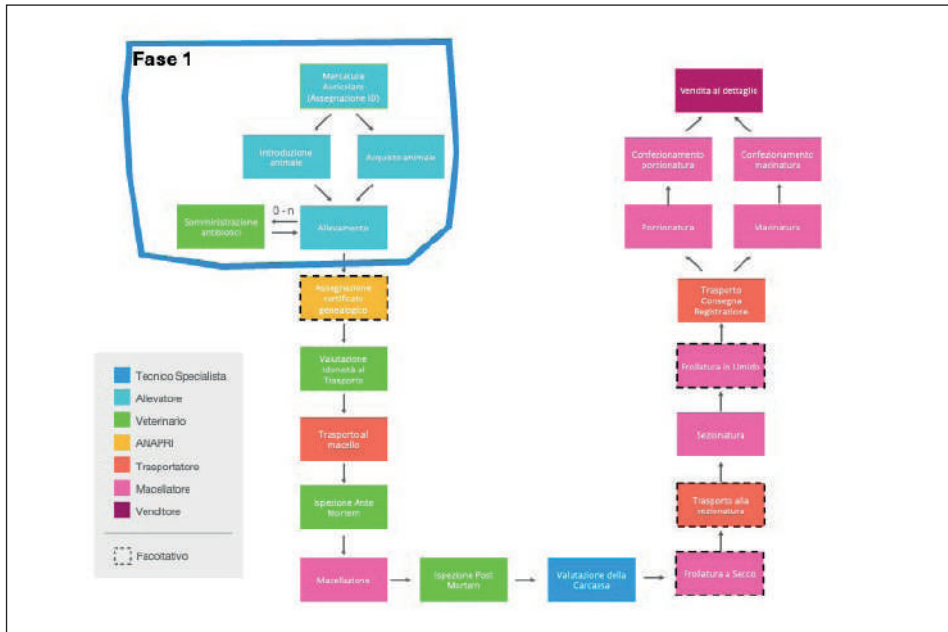 Fase 1
Marcatura
Auricolare
(Assegnazione ID)
Introduzione
animale
Acquisto animale
0 - n
Somministrazione
antibiotici
Allevamento
Assegnazione
certificato
genealogico
Valutazione
Idoneità al
Trasporto
Trasporto al
macello
Ispezione Ante
Mortem
Macellazione
Ispezione Post
Mortem
Valutazione della
Carcassa
Frollatura a Secco
Trasporto alla
sezionatura
Sezionatura
Frollatura in Umido
Trasporto
Consegna
Registrazione
Porzionatura
Macinatura
Confezionamento
porzionatura
Confezionamento
macinatura
Vendita al dettaglio
Tecnico Specialista
Allevatore
Veterinario
ANAPRI
Trasportatore
Macellatore
Venditore
Facoltativo